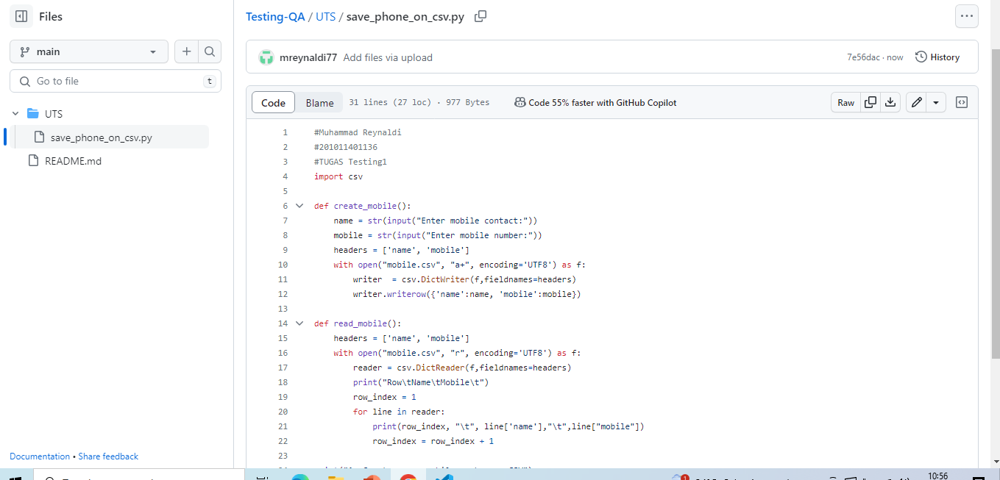 Files
main
Go to file
t
UTS
save_phone_on_csv.py
README.md
Documentation • Share feedback
Testing-QA / UTS / save_phone_on_csv.py
mreynaldi77 Add files via upload
7e56dac · now
History
Code
Blame
31 lines (27 loc) · 977 Bytes
Code 55% faster with GitHub Copilot
Raw
1 #Muhammad Reynaldi
2 #201011401136
3 #TUGAS Testing1
4 import csv
5
6 def create_mobile():
7 name = str(input("Enter mobile contact:"))
8 mobile = str(input("Enter mobile number:"))
9 headers = ['name', 'mobile']
10 with open("mobile.csv", "a+", encoding='UTF8') as f:
11 writer  = csv.DictWriter(f,fieldnames=headers)
12 writer.writerow({'name':name, 'mobile':mobile})
13
14 def read_mobile():
15 headers = ['name', 'mobile']
16 with open("mobile.csv", "r", encoding='UTF8') as f:
17 reader = csv.DictReader(f,fieldnames=headers)
18 print("Row\tName\tMobile\t")
19 row_index = 1
20 for line in reader:
21 print(row_index, "\t", line['name'],"\t",line["mobile"])
22 row_index = row_index + 1
23
1
10:56